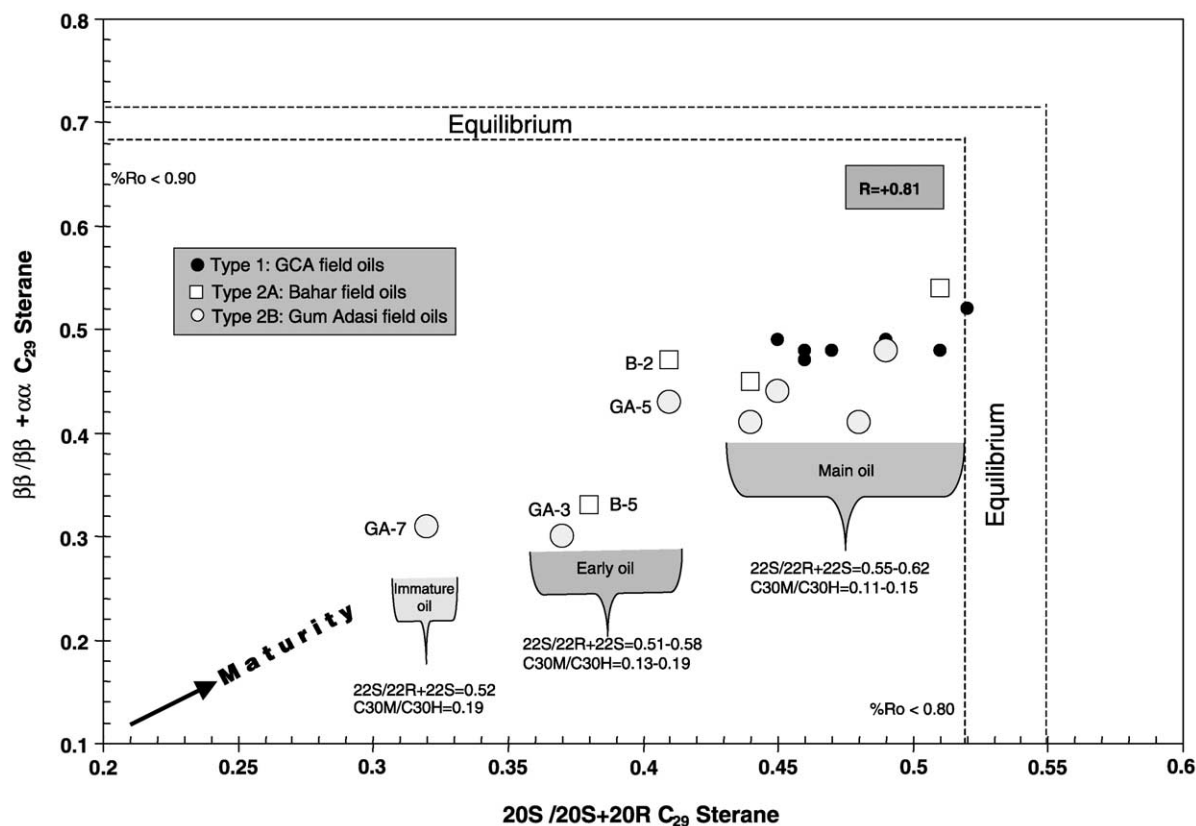 0.8
0.7
0.6
0.5
0.4
0.3
0.2
0.1
ββ /ββ +αα C29 Sterane
Equilibrium
%Ro < 0.90
R=+0.81
Type 1: GCA field oils
Type 2A: Bahar field oils
Type 2B: Gum Adasi field oils
B-2
GA-5
GA-7
GA-3
B-5
Main oil
Equilibrium
Early oil
Immature
oil
22S/22R+22S=0.55-0.62
C30M/C30H=0.11-0.15
22S/22R+22S=0.51-0.58
C30M/C30H=0.13-0.19
22S/22R+22S=0.52
C30M/C30H=0.19
Maturity
%Ro < 0.80
0.2 0.25 0.3 0.35 0.4 0.45 0.5 0.55 0.6
20S /20S+20R C29 Sterane